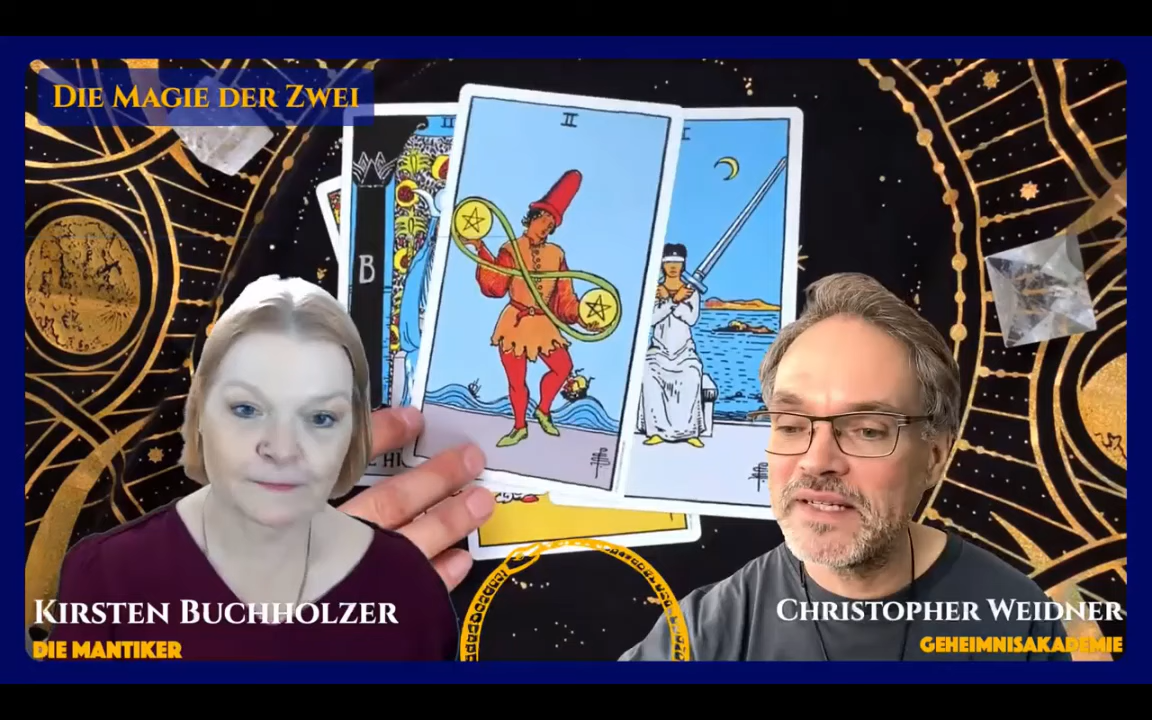 Die Magie der Zwei
II
B
Kirsten Buchholzer
Die Mantiker
Christopher Weidner
Geheimnisakademie